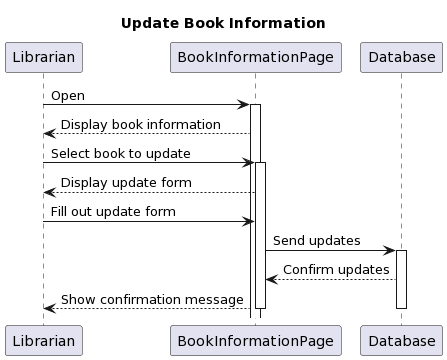 Update Book Information
Librarian BookInformationPage Database
Open
Display book information
Select book to update
Display update form
Fill out update form
Send updates
Confirm updates
Show confirmation message
Librarian BookInformationPage Database